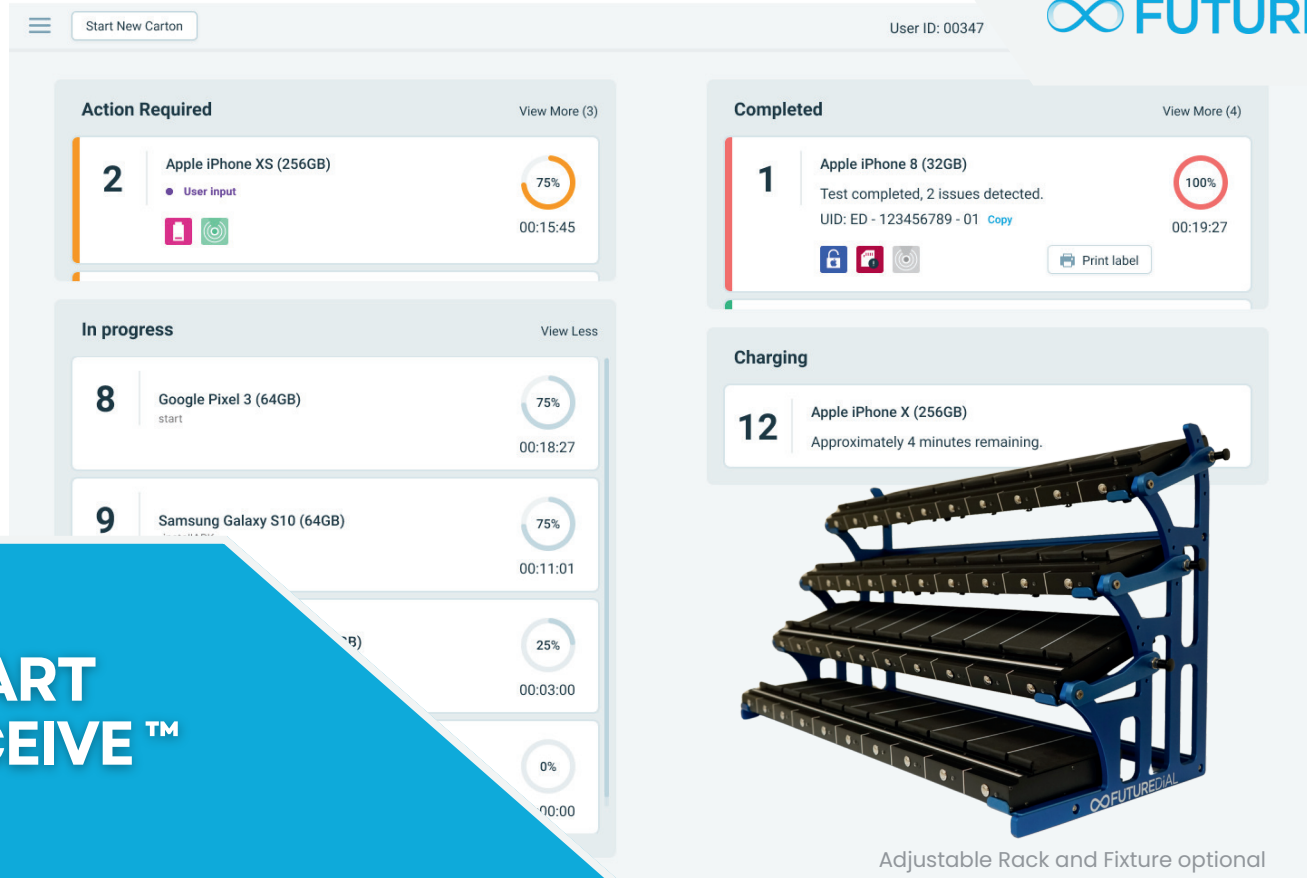 Start New Carton
User ID: 00347
FUTURE
Action Required
View More (3)
2
Apple iPhone XS (256GB)
User input
75%
00:15:45
In progress
View Less
8
Google Pixel 3 (64GB)
start
75%
00:18:27
9
Samsung Galaxy S10 (64GB)
75%
00:11:01
GB)
25%
00:03:00
0%
00:00
Completed
View More (4)
1
Apple iPhone 8 (32GB)
Test completed, 2 issues detected.
UID: ED - 123456789 - 01 Copy
100%
00:19:27
Print label
Charging
12
Apple iPhone X (256GB)
Approximately 4 minutes remaining.
ART
CEIVE ™
FUTUREDiAL
Adjustable Rack and Fixture optional